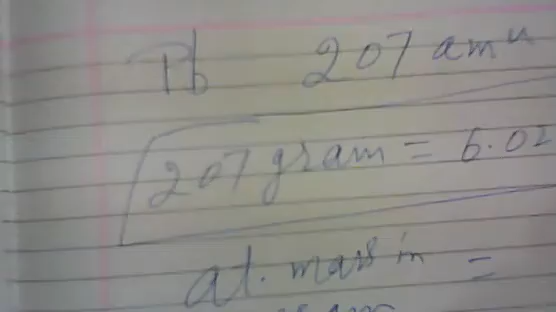 Pb 207 amu
207 gram = 6.02
at. mass in =